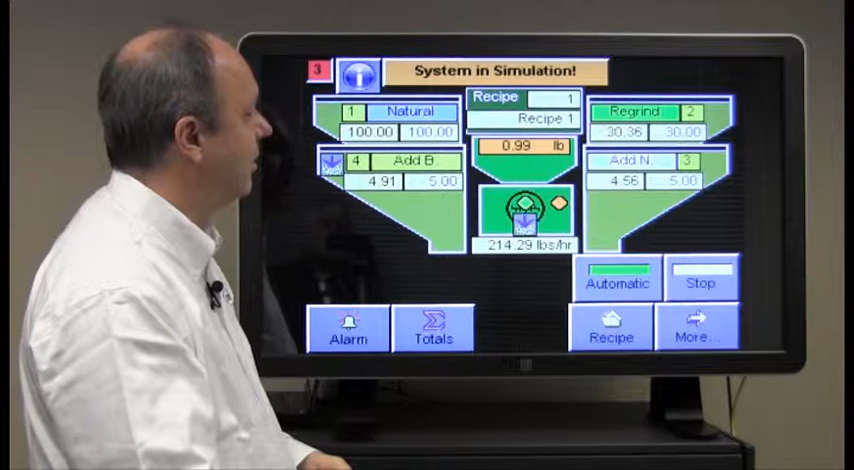 3
i
System in Simulation!
Recipe 1
Recipe 1
1 Natural
100.00 100.00
Regrind 2
30.36 30.00
0.99 lb
4 Add B
4.91 5.00
Add N. 3
4.56 5.00
214.29 lbs/hr
Automatic
Stop
Alarm
Totals
Recipe
More...